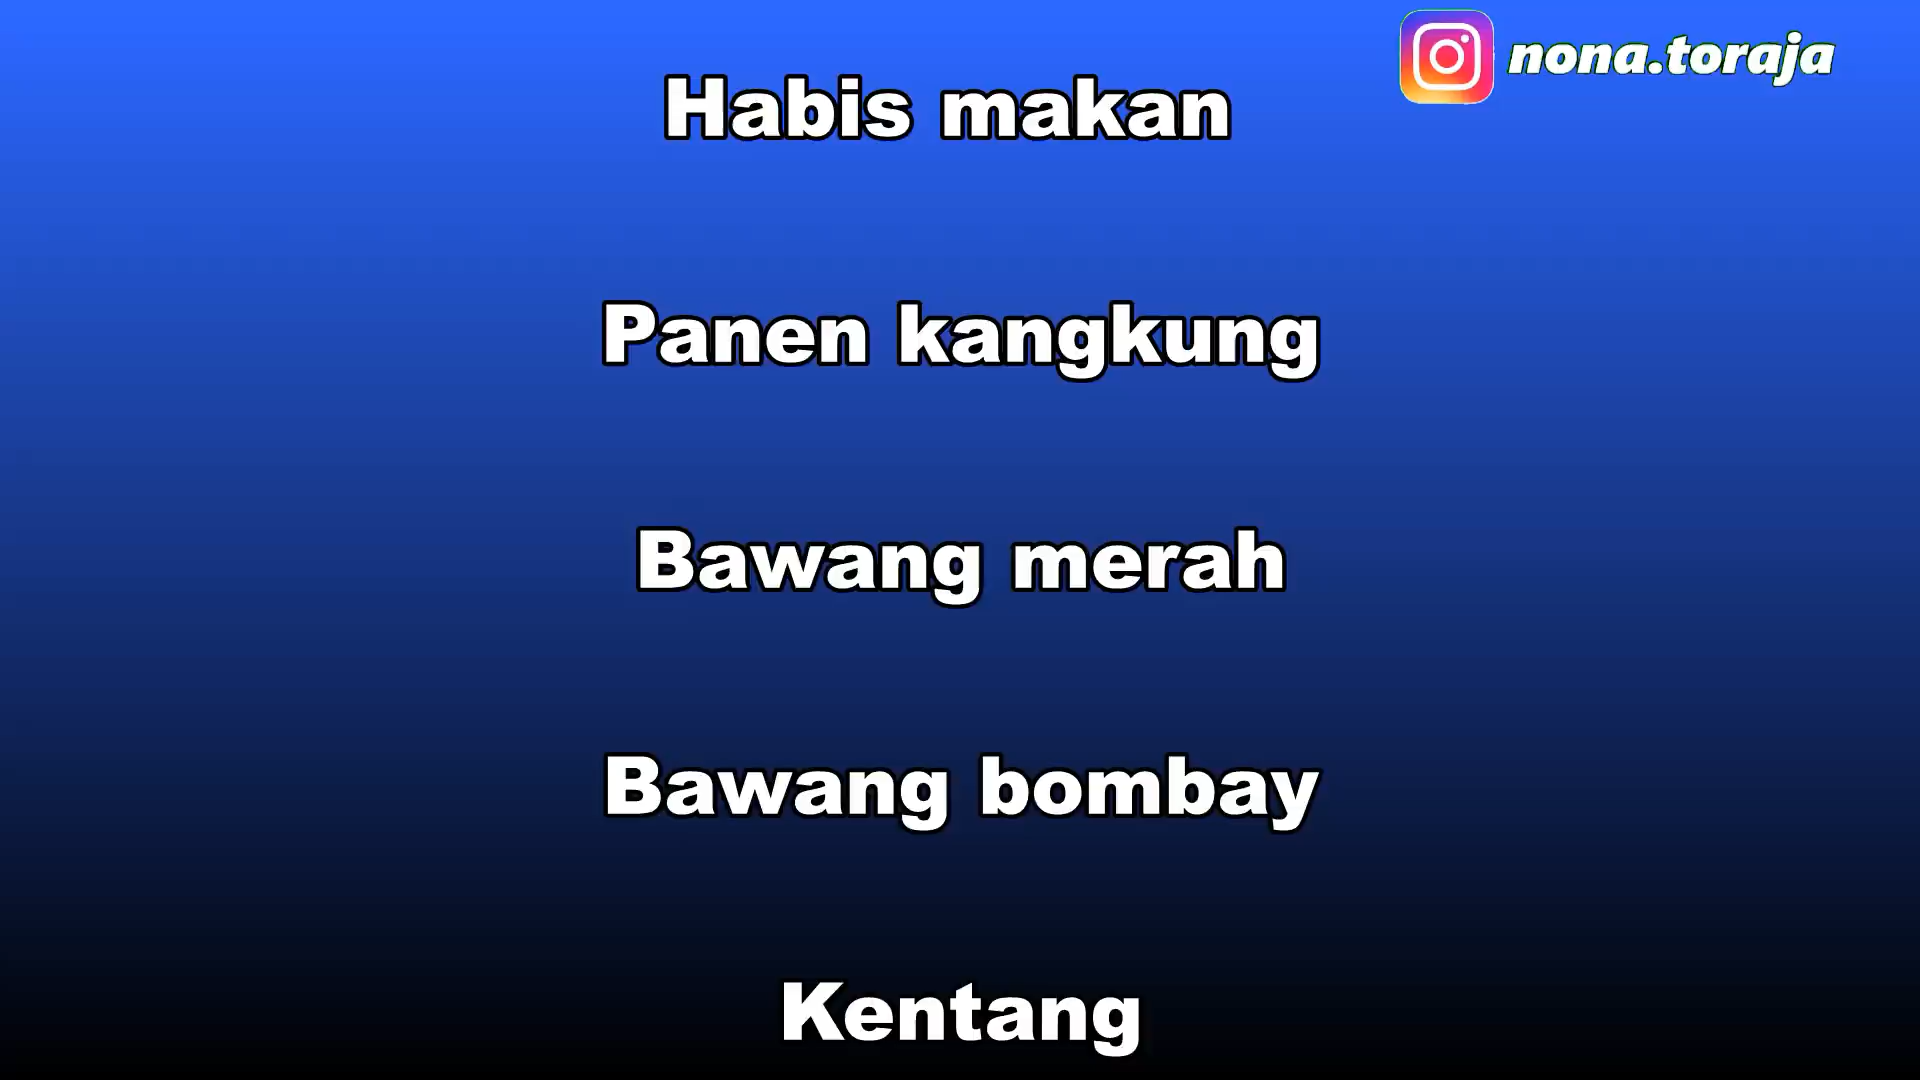 nona.toraja
Habis makan
Panen kangkung
Bawang merah
Bawang bombay
Kentang